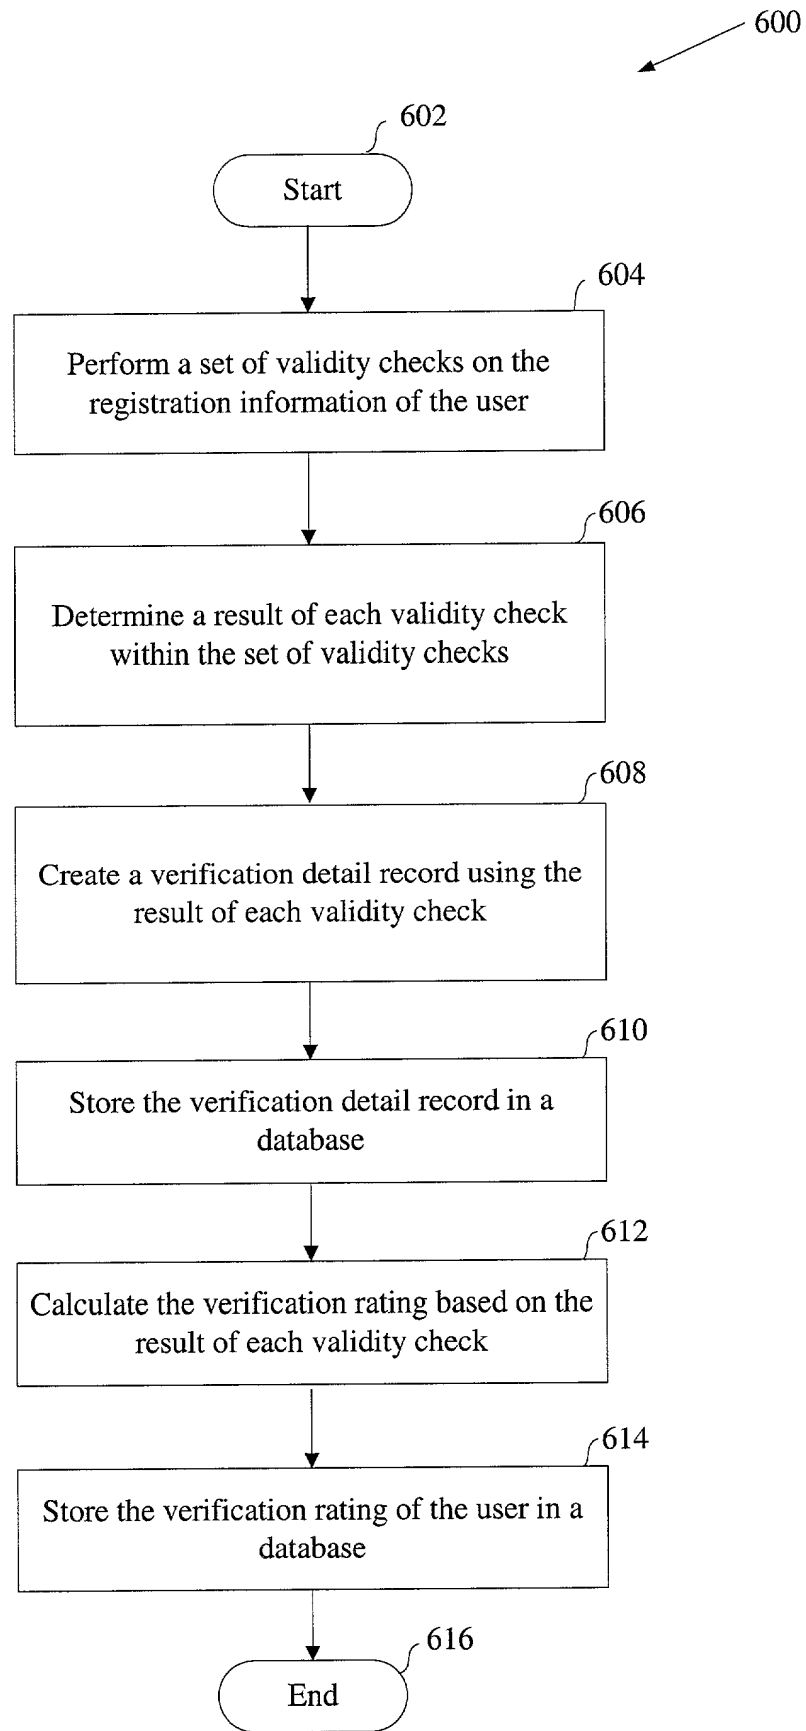 600
602
Start
604
Perform a set of validity checks on the
registration information of the user
606
Determine a result of each validity check
within the set of validity checks
608
Create a verification detail record using the
result of each validity check
610
Store the verification detail record in a
database
612
Calculate the verification rating based on the
result of each validity check
614
Store the verification rating of the user in a
database
616
End